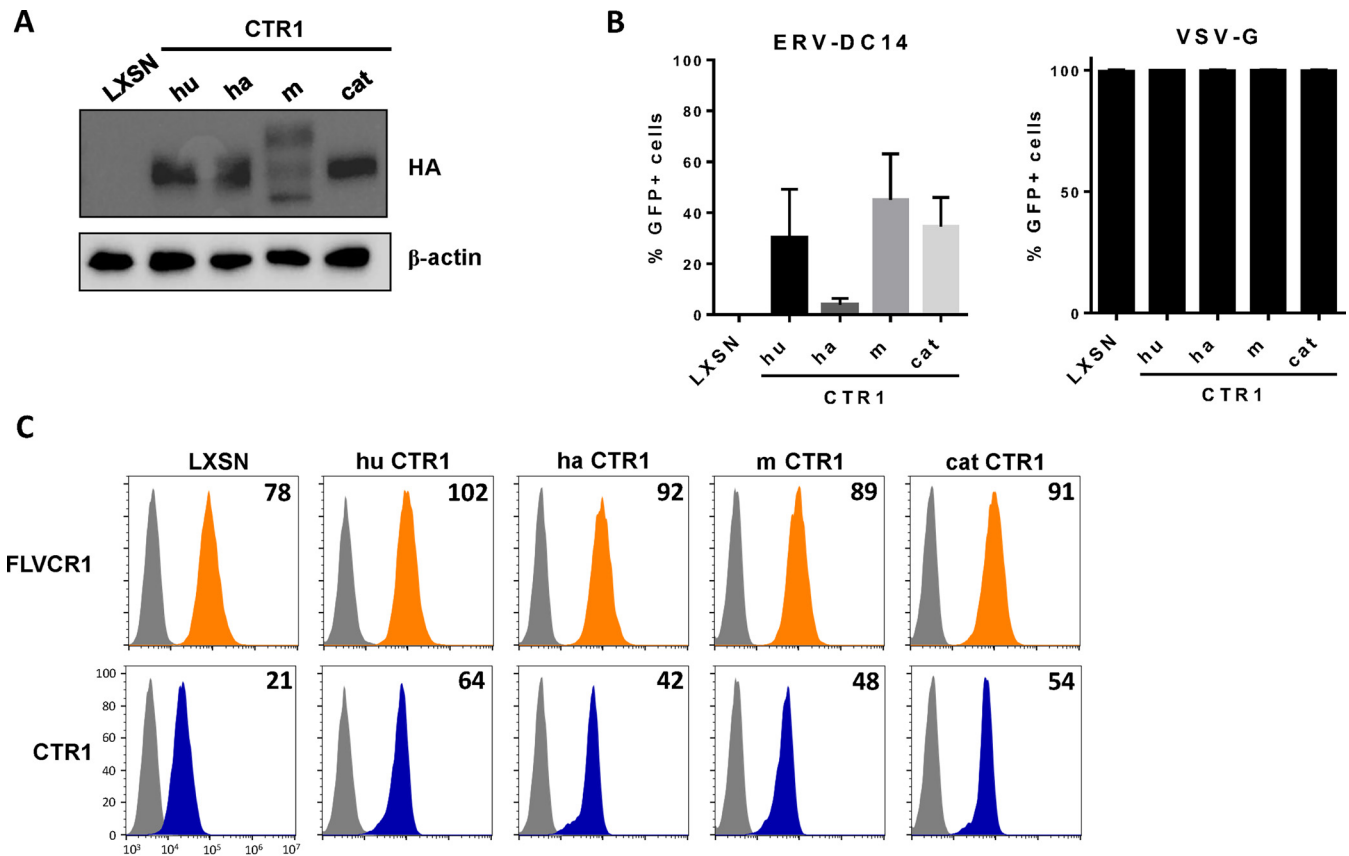 A
CTR1
LXSN hu ha m cat
HA
β-actin
B
ERV-DC14
% GFP+ cells
100
80
60
40
20
0
LXSN hu ha m cat
CTR1
VSV-G
% GFP+ cells
100
50
0
LXSN hu ha m cat
CTR1
C
LXSN hu CTR1 ha CTR1 m CTR1 cat CTR1
FLVCR1
78 102 92 89 91
CTR1
21 64 42 48 54
100
80
60
40
20
0
10³ 10⁴ 10⁵ 10⁶ 10⁷